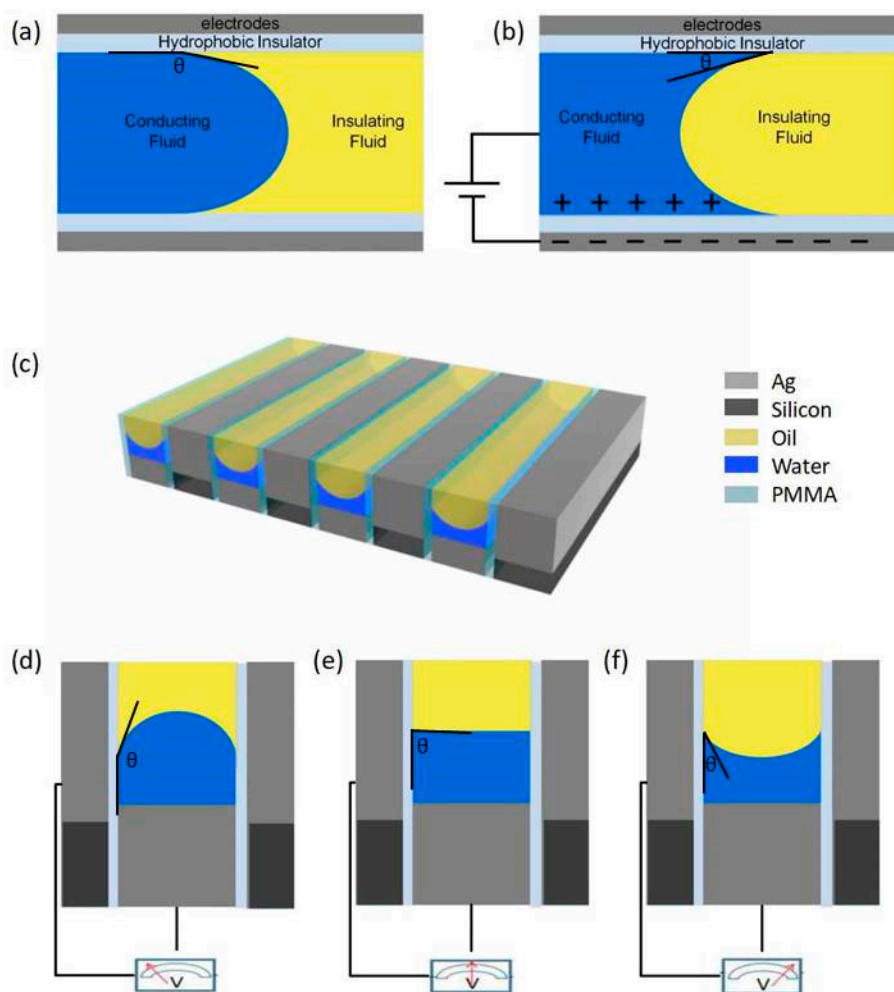 (a)
electrodes
Hydrophobic Insulator
θ
Conducting
Fluid
Insulating
Fluid
(b)
electrodes
Hydrophobic Insulator
θ
Conducting
Fluid
Insulating
Fluid
+ + + + +
− − − − − − − − −
(c)
Ag
Silicon
Oil
Water
PMMA
(d)
θ
V
(e)
θ
V
(f)
θ
V